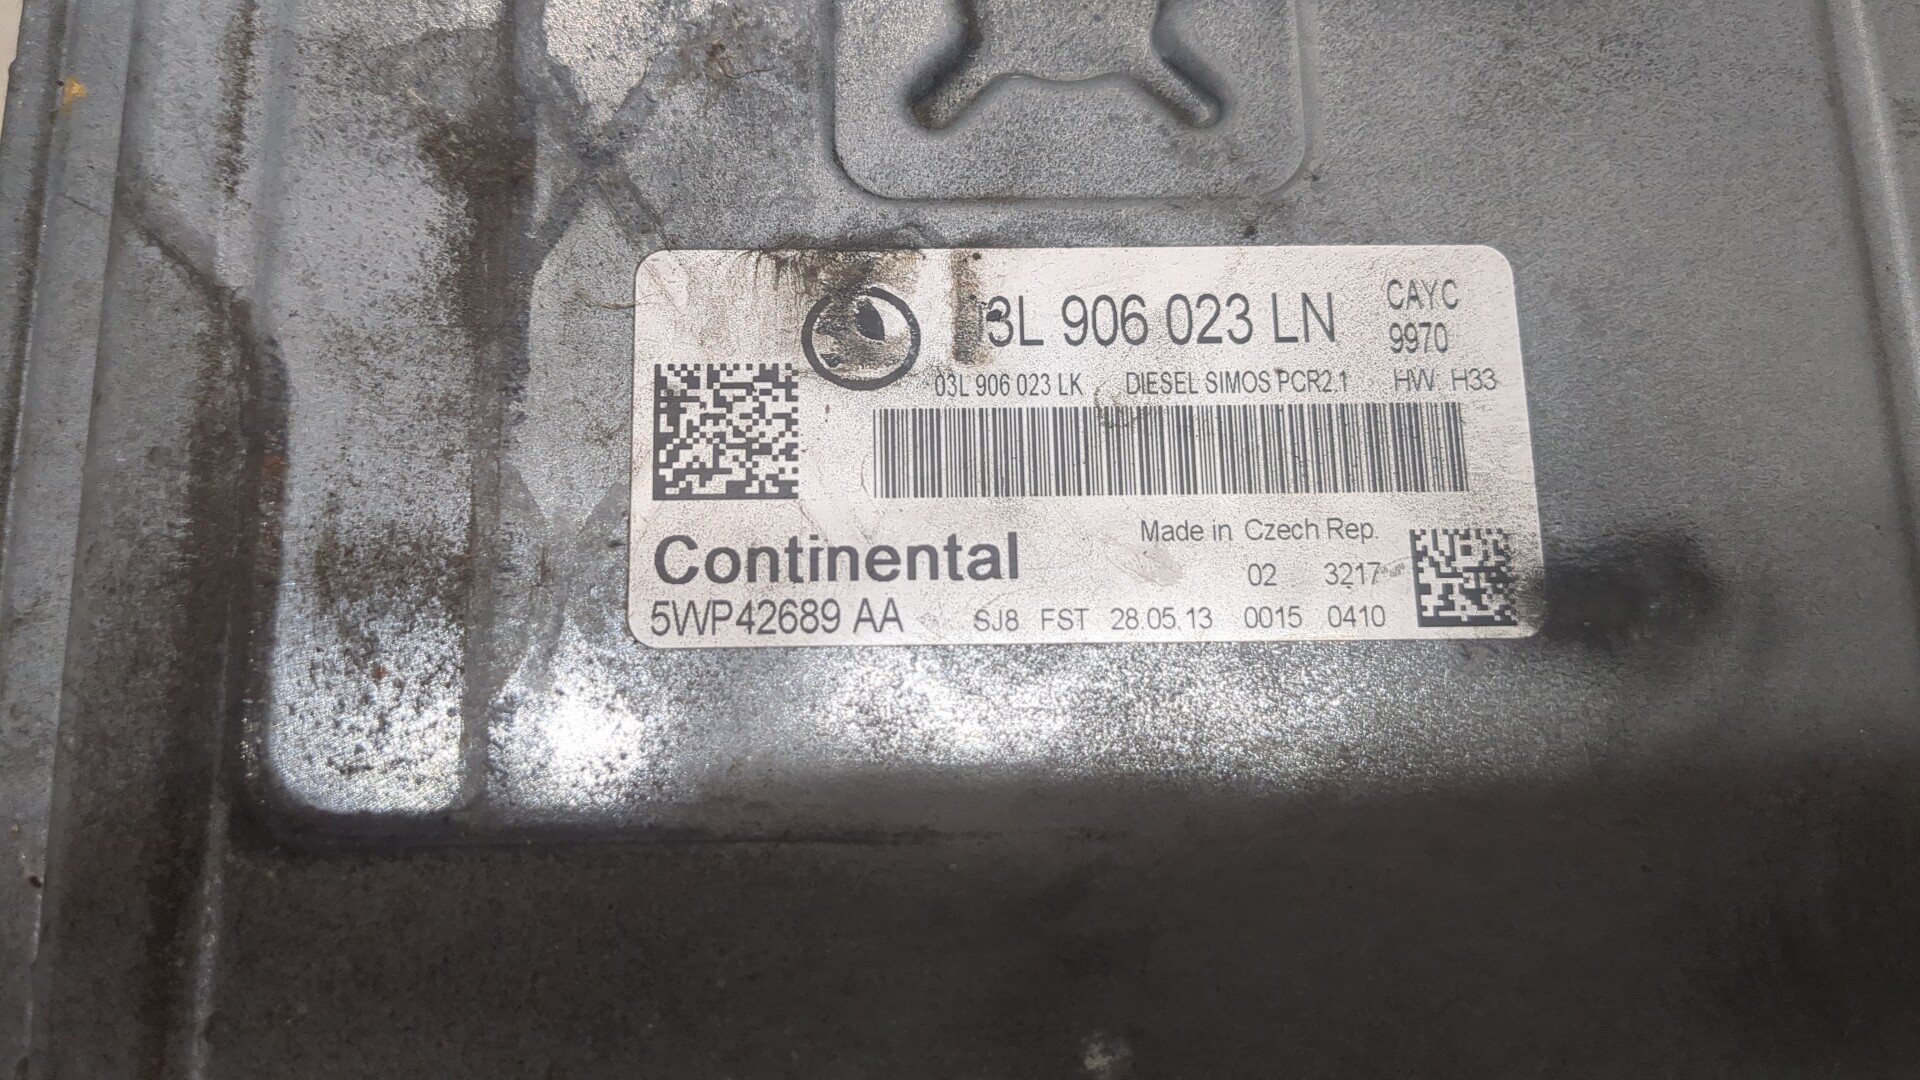 03L 906 023 LN
CAYC
9970
03L 906 023 LK DIESEL SIMOS PCR2.1 HW H33
Made in Czech Rep.
Continental
02 3217
5WP42689 AA SJ8 FST 28.05.13 0015 0410